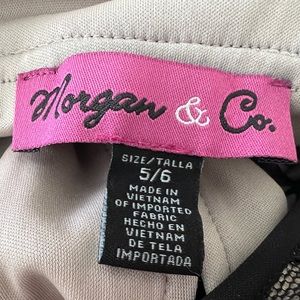 Morgan & Co.
SIZE/TALLA
5/6
MADE IN
VIETNAM
OF IMPORTED
FABRIC
HECHO EN
VIETNAM
DE TELA
IMPORTADA